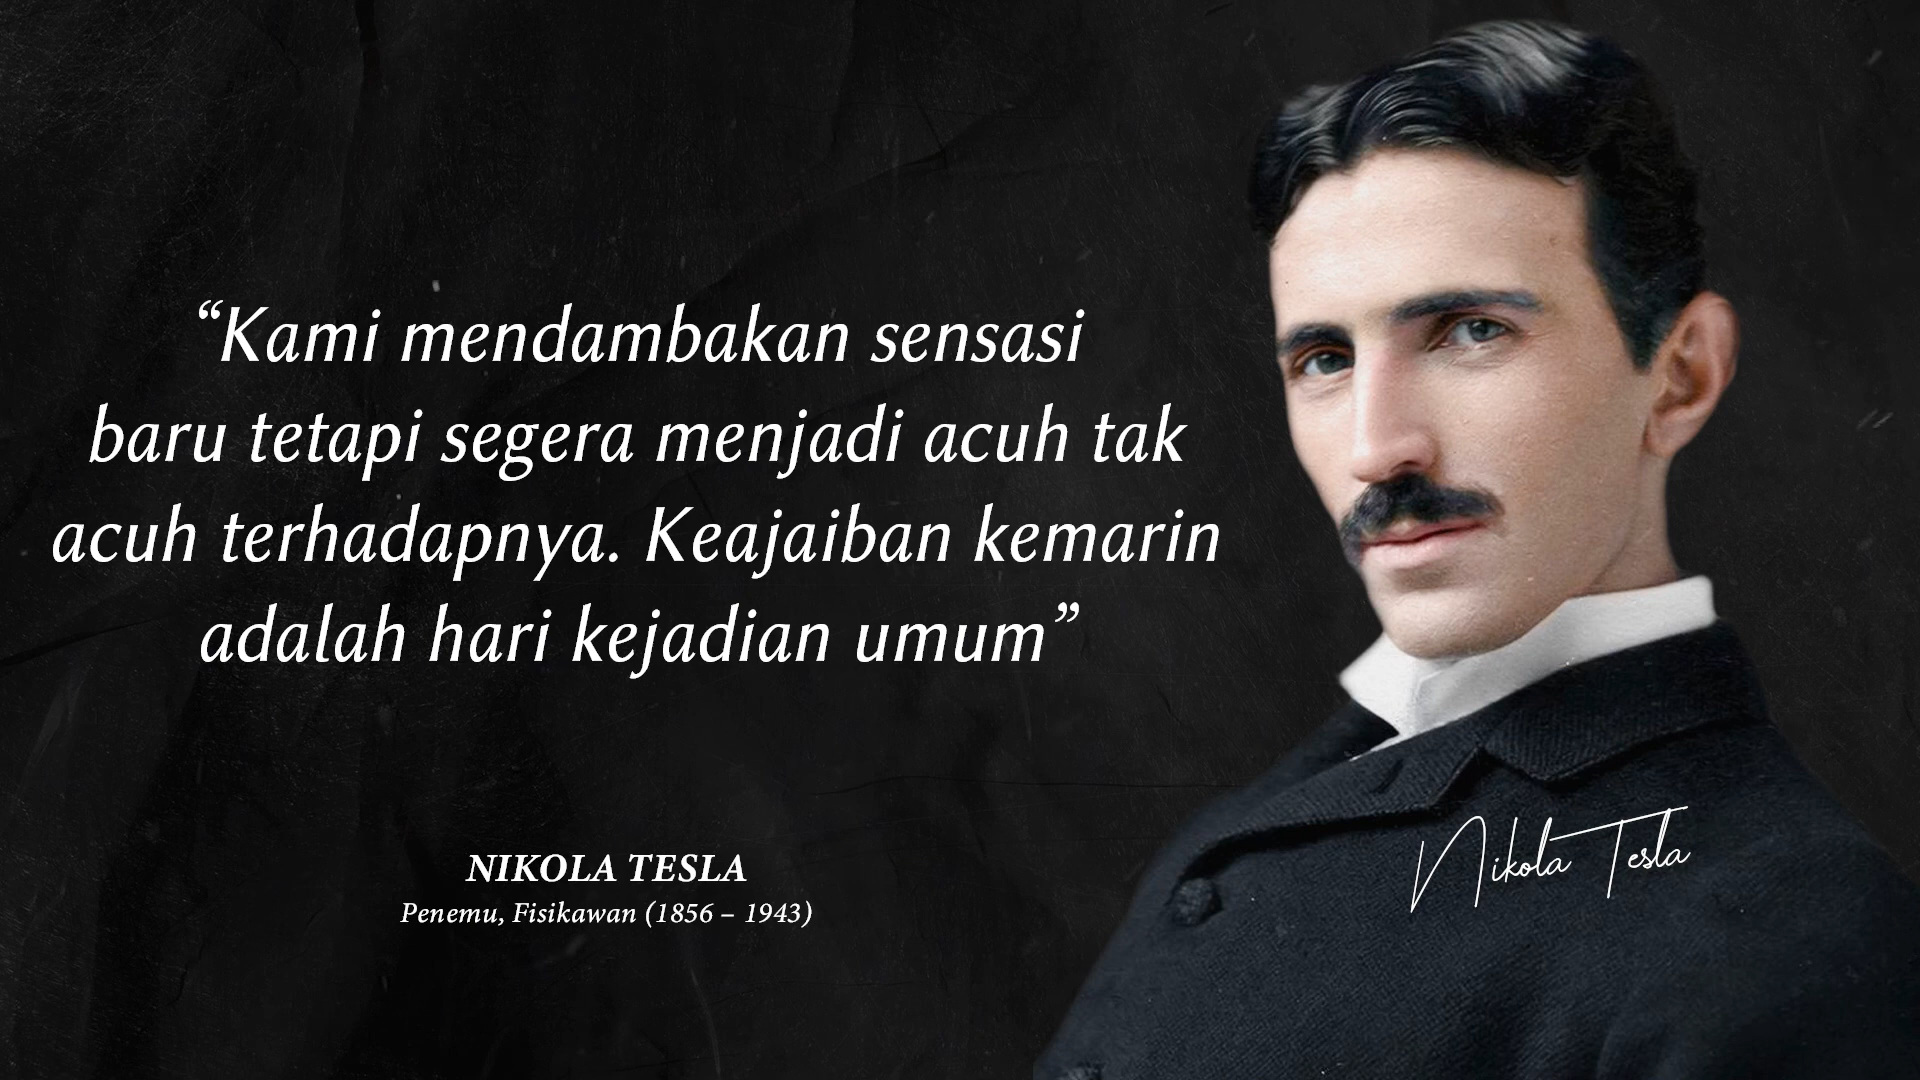 “Kami mendambakan sensasi
baru tetapi segera menjadi acuh tak
acuh terhadapnya. Keajaiban kemarin
adalah hari kejadian umum”
NIKOLA TESLA
Penemu, Fisikawan (1856 – 1943)
Nikola Tesla